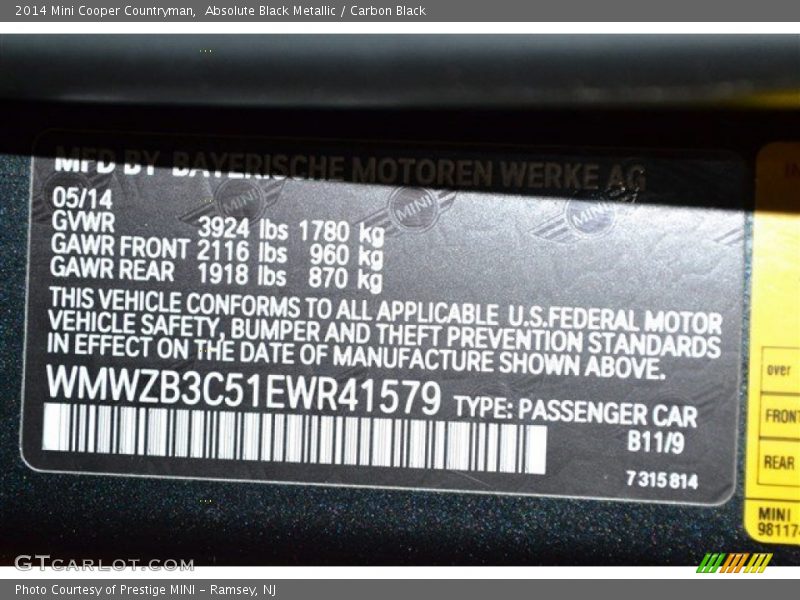 2014 Mini Cooper Countryman, Absolute Black Metallic / Carbon Black
MFD BY BAYERISCHE MOTOREN WERKE AG
MINI MINI MINI
05/14
GVWR 3924 lbs 1780 kg
GAWR FRONT 2116 lbs 960 kg
GAWR REAR 1918 lbs 870 kg
THIS VEHICLE CONFORMS TO ALL APPLICABLE U.S.FEDERAL MOTOR
VEHICLE SAFETY, BUMPER AND THEFT PREVENTION STANDARDS
IN EFFECT ON THE DATE OF MANUFACTURE SHOWN ABOVE.
WMWZB3C51EWR41579 TYPE: PASSENGER CAR
B11/9
7 315 814
over
FRONT
REAR
MINI
98117
GTCARLOT.COM
Photo Courtesy of Prestige MINI - Ramsey, NJ